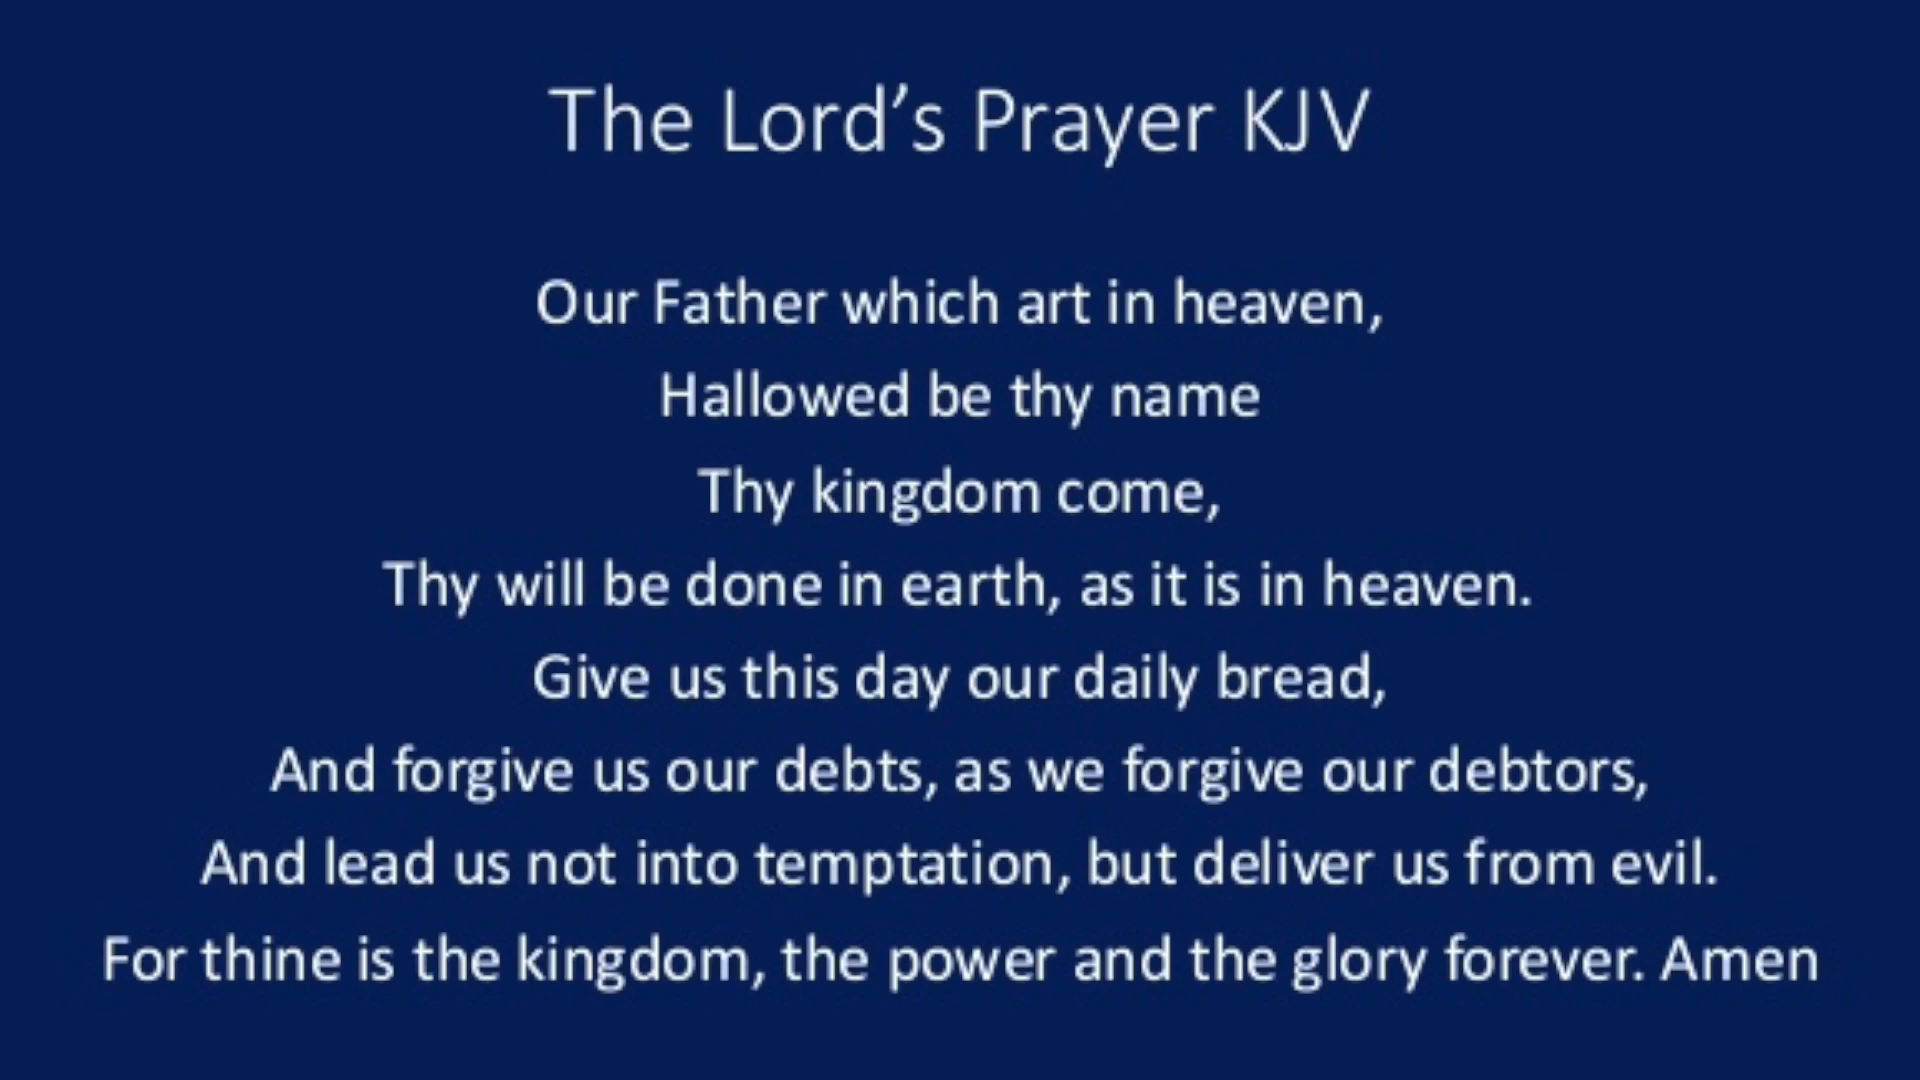 The Lord’s Prayer KJV
Our Father which art in heaven,
Hallowed be thy name
Thy kingdom come,
Thy will be done in earth, as it is in heaven.
Give us this day our daily bread,
And forgive us our debts, as we forgive our debtors,
And lead us not into temptation, but deliver us from evil.
For thine is the kingdom, the power and the glory forever. Amen